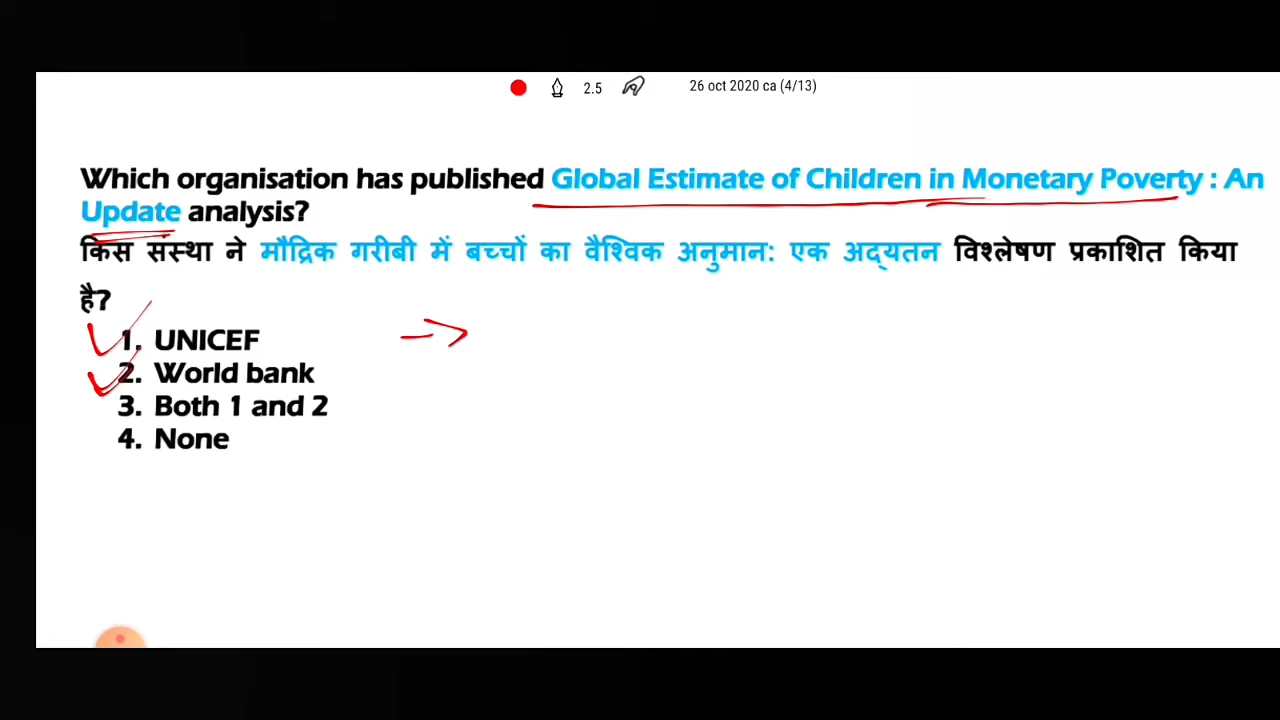 2.5 26 oct 2020 ca (4/13)
Which organisation has published Global Estimate of Children in Monetary Poverty : An
Update analysis?
किस संस्था ने मौद्रिक गरीबी में बच्चों का वैश्विक अनुमान: एक अद्यतन विश्लेषण प्रकाशित किया
है?
1. UNICEF
2. World bank
3. Both 1 and 2
4. None